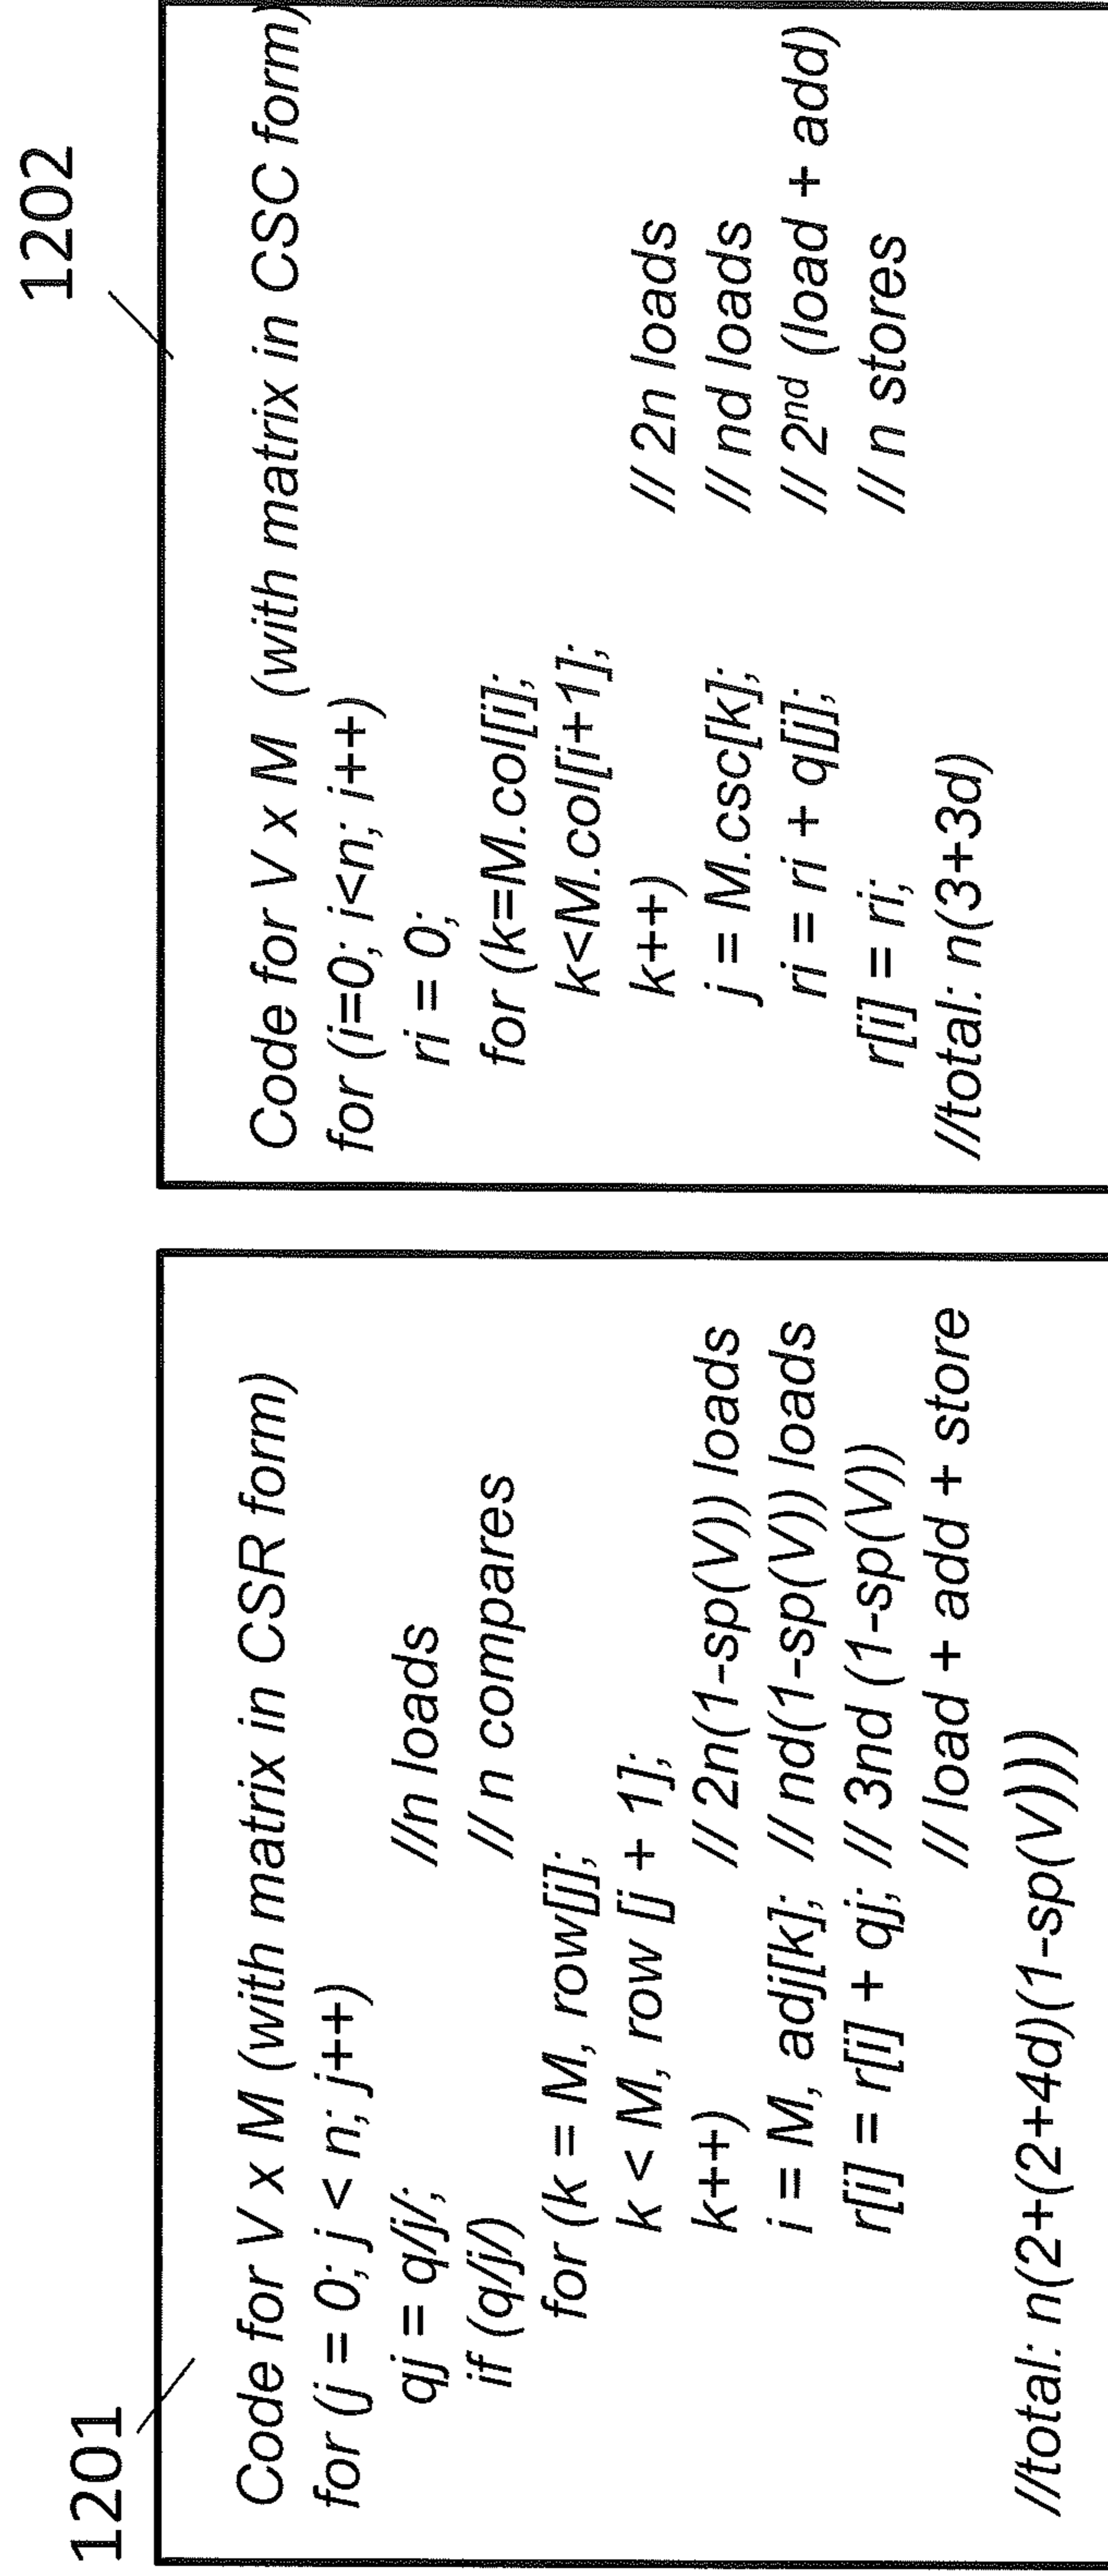 1201
Code for V x M (with matrix in CSR form)
for (j = 0; j < n; j++)
qj = q/j/; //n loads
if (q/j/) // n compares
for (k = M, row[j];
k < M, row [j + 1];
k++) // 2n(1-sp(V)) loads
i = M, adj[k]; // nd(1-sp(V)) loads
r[i] = r[i] + qj; // 3nd (1-sp(V))
// load + add + store
//total: n(2+(2+4d)(1-sp(V)))
1202
Code for V x M (with matrix in CSC form)
for (i=0; i<n; i++)
ri = 0;
for (k=M.col[i];
k<M.col[i+1];
k++) // 2n loads
j = M.csc[k]; // nd loads
ri = ri + q[j]; // 2nd (load + add)
r[i] = ri; // n stores
//total: n(3+3d)